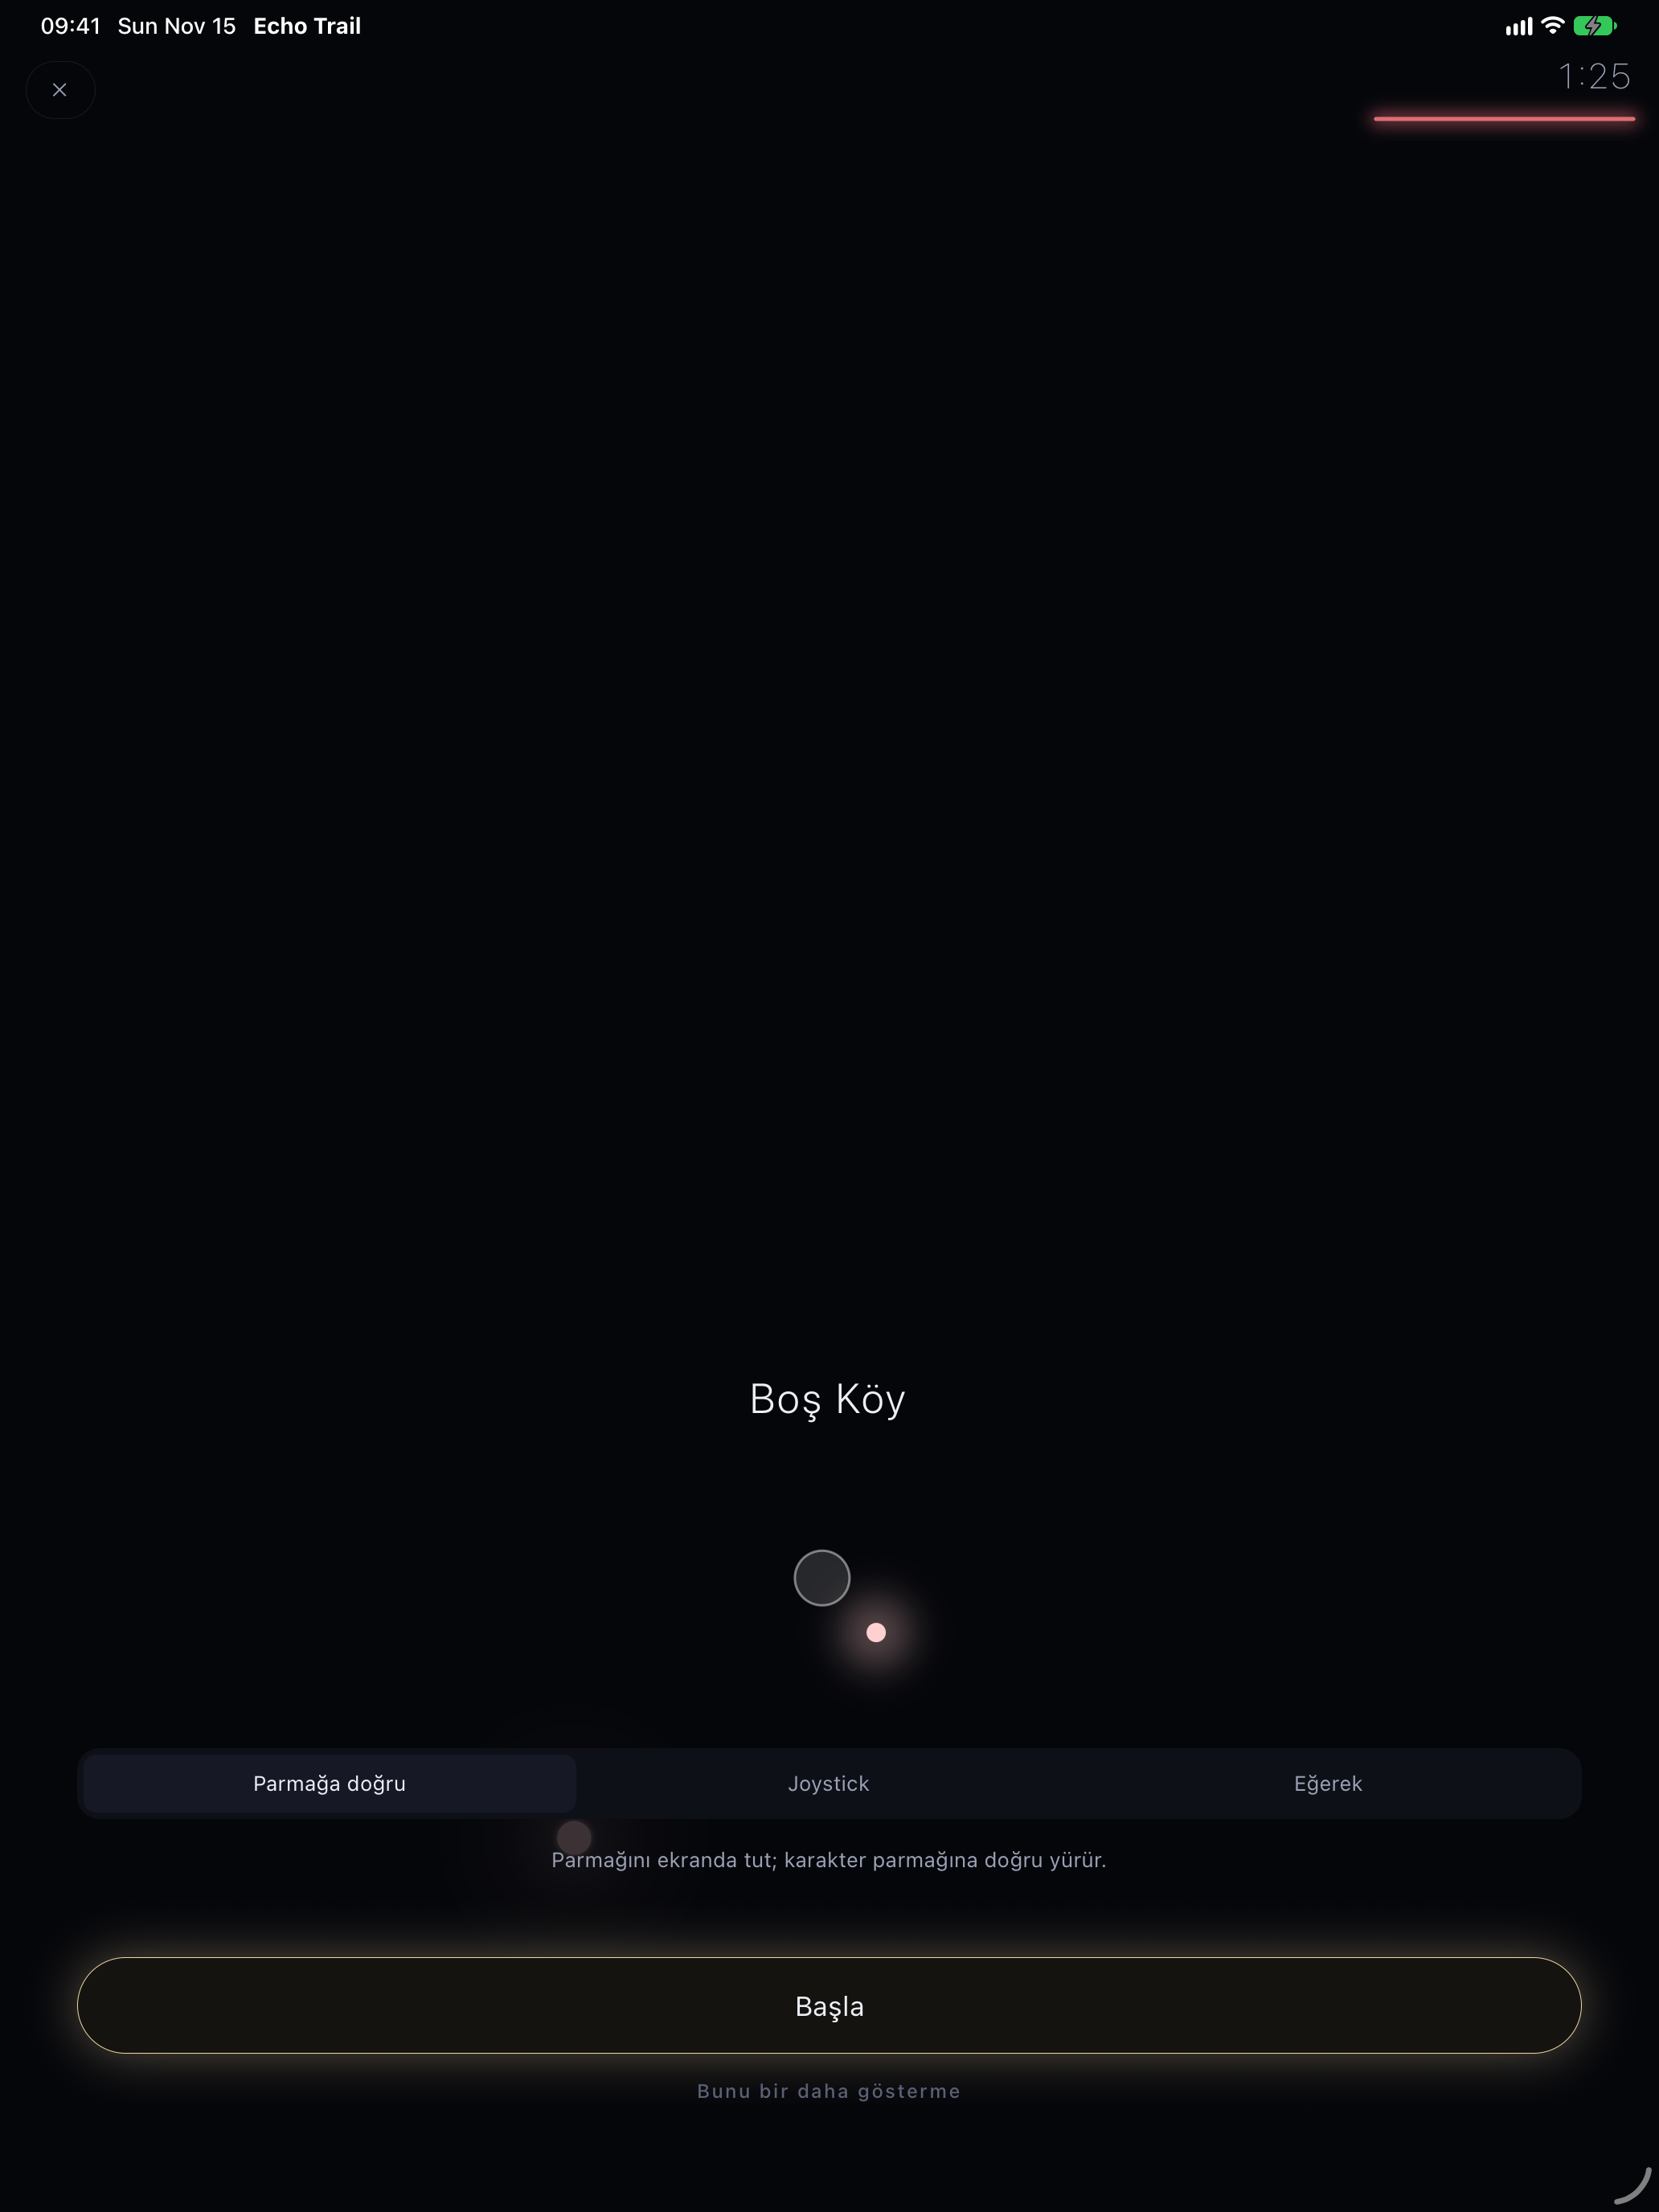 09:41 Sun Nov 15 Echo Trail
1:25
Boş Köy
Parmağa doğru
Joystick
Eğerek
Parmağını ekranda tut; karakter parmağına doğru yürür.
Başla
Bunu bir daha gösterme